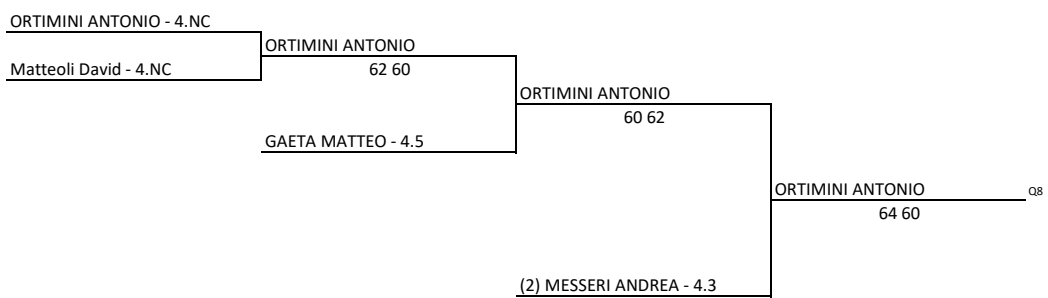 ORTIMINI ANTONIO - 4.NC
ORTIMINI ANTONIO
Matteoli David - 4.NC
62 60
ORTIMINI ANTONIO
60 62
GAETA MATTEO - 4.5
ORTIMINI ANTONIO
Q8
64 60
(2) MESSERI ANDREA - 4.3